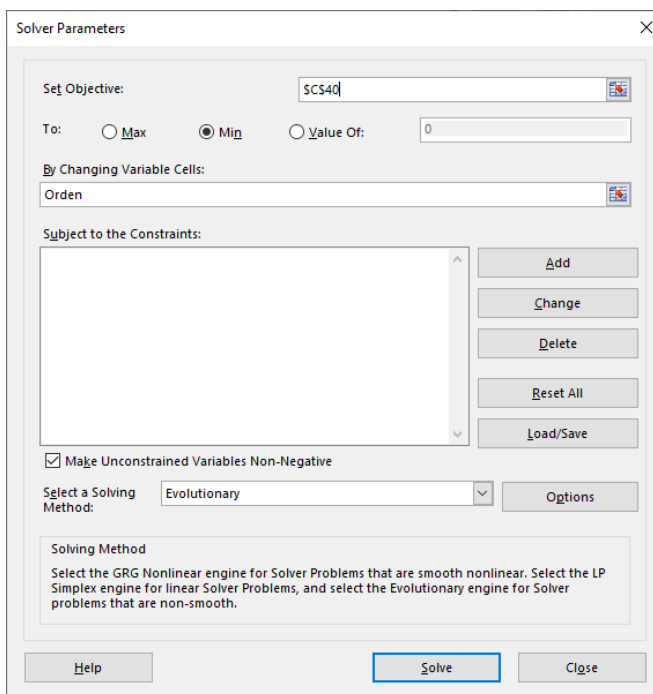 Solver Parameters
Set Objective:
$C$40
To:
Max
Min
Value Of:
0
By Changing Variable Cells:
Orden
Subject to the Constraints:
Add
Change
Delete
Reset All
Load/Save
Make Unconstrained Variables Non-Negative
Select a Solving
Method:
Evolutionary
Options
Solving Method
Select the GRG Nonlinear engine for Solver Problems that are smooth nonlinear. Select the LP
Simplex engine for linear Solver Problems, and select the Evolutionary engine for Solver
problems that are non-smooth.
Help
Solve
Close